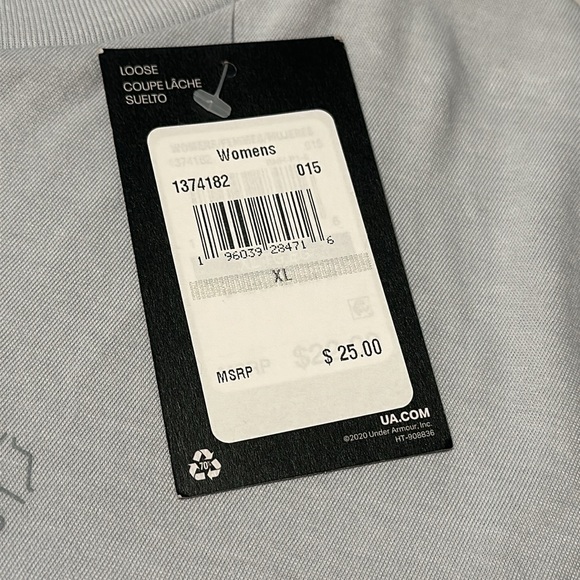 LOOSE
COUPE LÂCHE
SUELTO
Womens
1374182 015
1 96039 28471 6
XL
MSRP $ 25.00
UA.COM
©2020 Under Armour, Inc.
HT-908836
70%